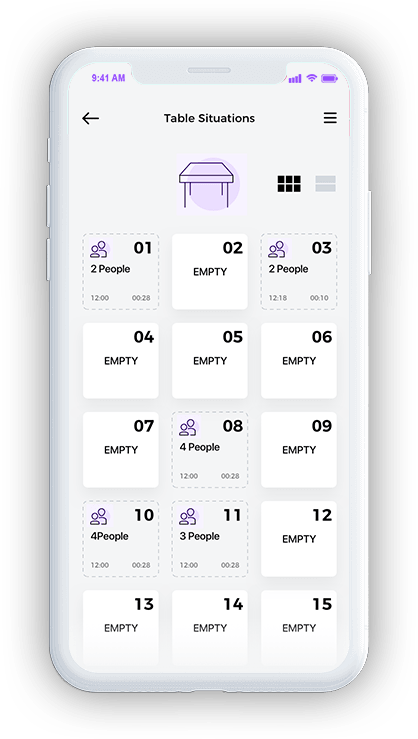 9:41 AM
Table Situations
01
2 People
12:00 00:28
02
EMPTY
03
2 People
12:18 00:10
04
EMPTY
05
EMPTY
06
EMPTY
07
EMPTY
08
4 People
12:00 00:28
09
EMPTY
10
4People
12:00 00:28
11
3 People
12:00 00:28
12
EMPTY
13
EMPTY
14
EMPTY
15
EMPTY